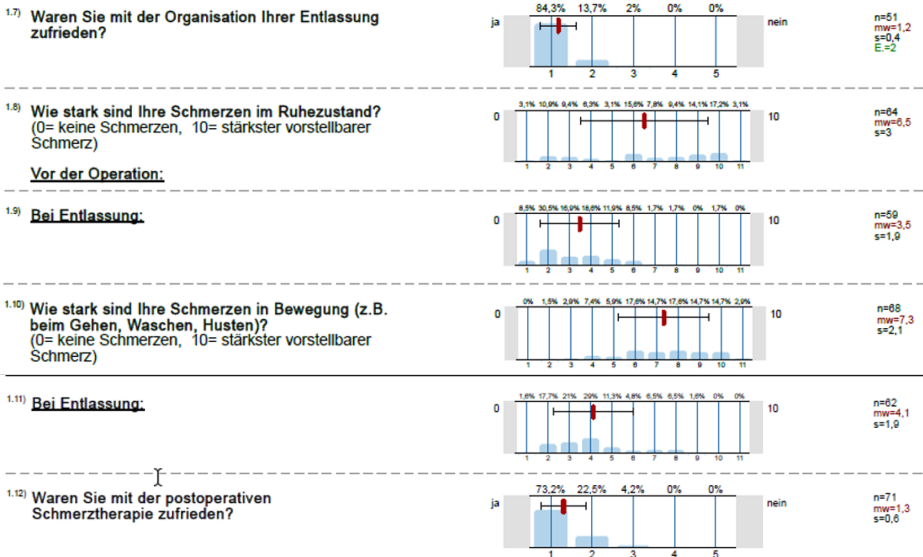 1.7) Waren Sie mit der Organisation Ihrer Entlassung
zufrieden?
84,3% 13,7% 2% 0% 0%
ja nein
1 2 3 4 5
n=51
mw=1,2
s=0,4
E.=2
1.8) Wie stark sind Ihre Schmerzen im Ruhezustand?
(0= keine Schmerzen, 10= stärkster vorstellbarer
Schmerz)
Vor der Operation:
3,1% 10,9% 9,4% 6,3% 3,1% 15,6% 7,8% 9,4% 14,1% 17,2% 3,1%
0 10
1 2 3 4 5 6 7 8 9 10 11
n=64
mw=6,5
s=3
1.9) Bei Entlassung:
8,5% 30,5% 16,9% 18,6% 11,9% 8,5% 1,7% 1,7% 0% 1,7% 0%
0 10
1 2 3 4 5 6 7 8 9 10 11
n=59
mw=3,5
s=1,9
1.10) Wie stark sind Ihre Schmerzen in Bewegung (z.B.
beim Gehen, Waschen, Husten)?
(0= keine Schmerzen, 10= stärkster vorstellbarer
Schmerz)
0% 1,5% 2,9% 7,4% 5,9% 17,6% 14,7% 17,6% 14,7% 14,7% 2,9%
0 10
1 2 3 4 5 6 7 8 9 10 11
n=68
mw=7,3
s=2,1
1.11) Bei Entlassung:
1,6% 17,7% 21% 29% 11,3% 4,8% 6,5% 6,5% 1,6% 0% 0%
0 10
1 2 3 4 5 6 7 8 9 10 11
n=62
mw=4,1
s=1,9
1.12) Waren Sie mit der postoperativen
Schmerztherapie zufrieden?
73,2% 22,5% 4,2% 0% 0%
ja nein
1 2 3 4 5
n=71
mw=1,3
s=0,6